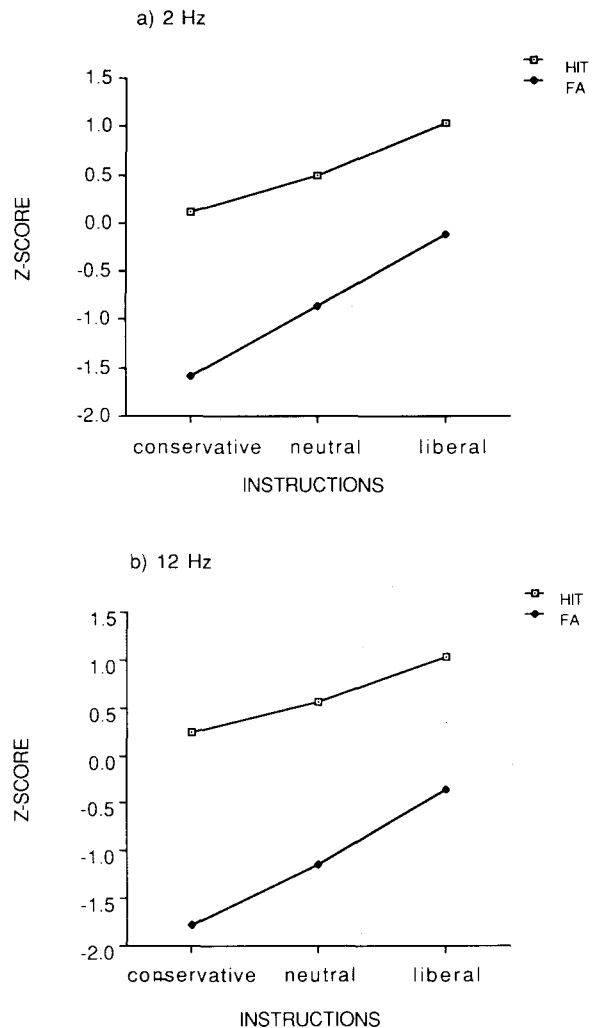 a) 2 Hz
HIT
FA
1.5
1.0
0.5
0.0
-0.5
-1.0
-1.5
-2.0
Z-SCORE
conservative neutral liberal
INSTRUCTIONS
b) 12 Hz
HIT
FA
1.5
1.0
0.5
0.0
-0.5
-1.0
-1.5
-2.0
Z-SCORE
conservative neutral liberal
INSTRUCTIONS